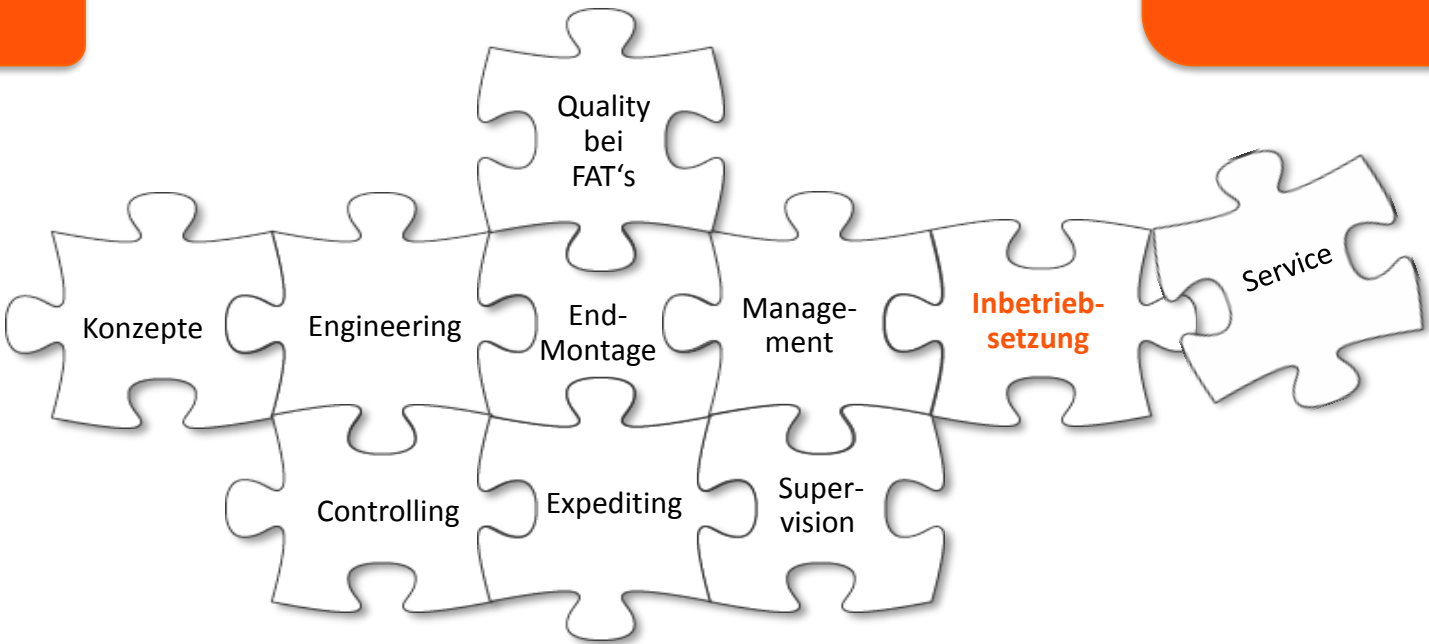 Quality
bei
FAT‘s
Konzepte
Engineering
End-
Montage
Manage-
ment
Inbetrieb-
setzung
Service
Controlling
Expediting
Super-
vision